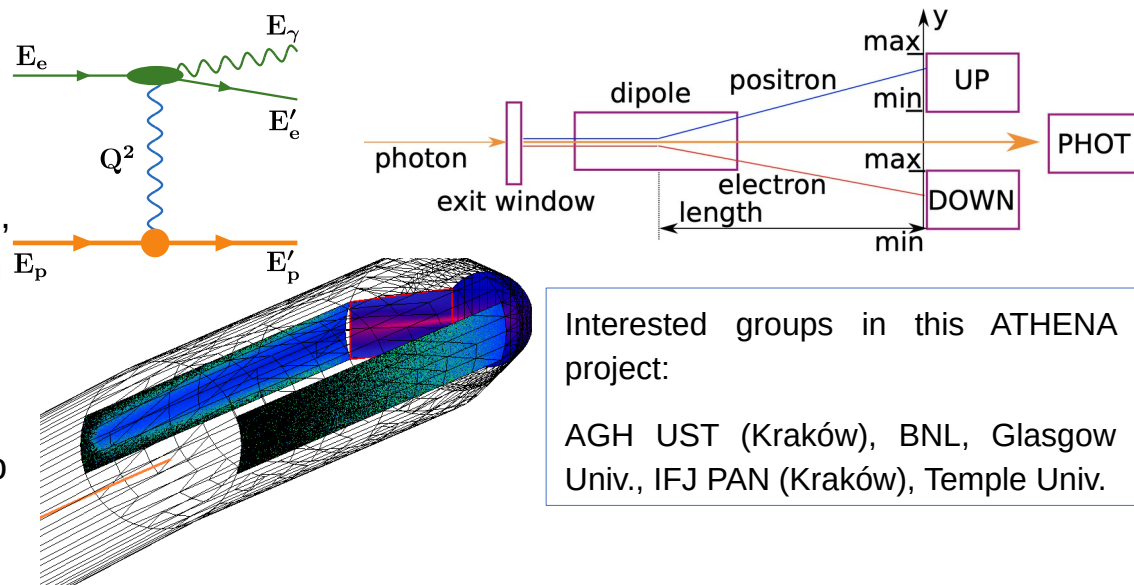 E_γ
E_e
E'_e
Q²
,
E_p
E'_p
y
max
UP
positron
min
dipole
photon
PHOT
exit window
max
electron
DOWN
length
min
Interested groups in this ATHENA
project:
AGH UST (Kraków), BNL, Glasgow
Univ., IFJ PAN (Kraków), Temple Univ.